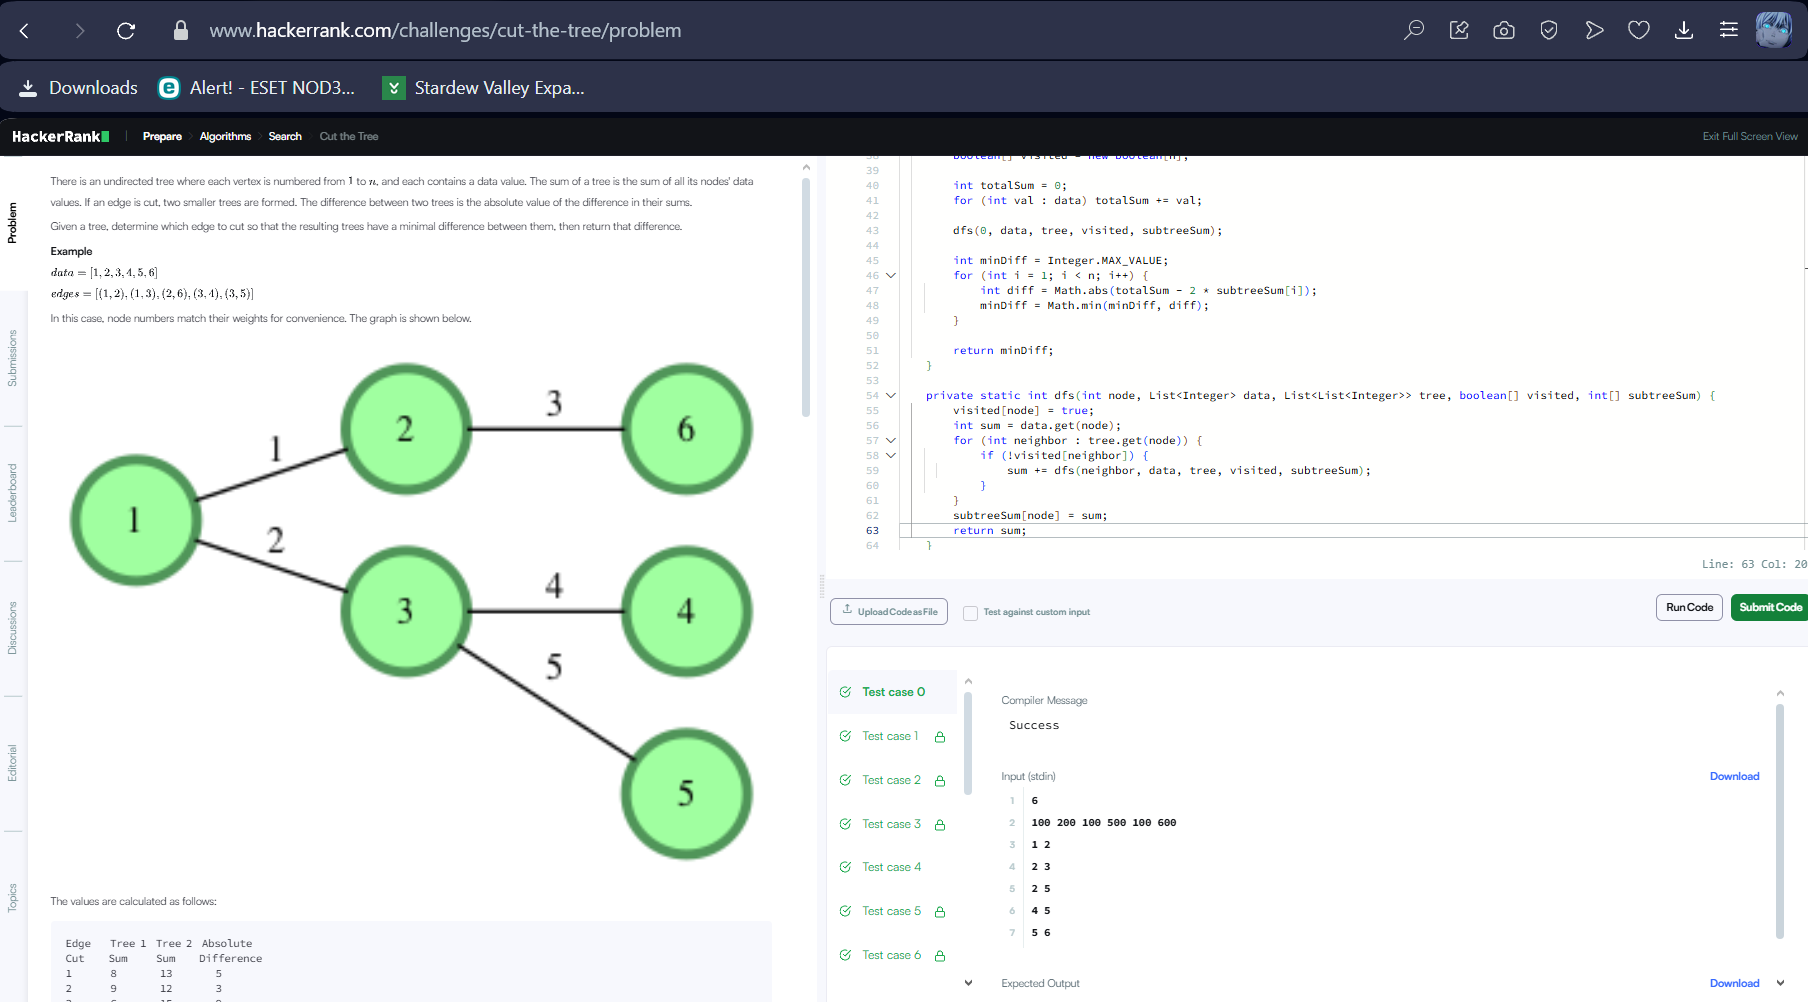 www.hackerrank.com/challenges/cut-the-tree/problem
Downloads
Alert! - ESET NOD3...
Stardew Valley Expa...
HackerRank
Prepare
Algorithms
Search
Cut the Tree
Exit Full Screen View
Problem
Submissions
Leaderboard
Discussions
Editorial
Topics
There is an undirected tree where each vertex is numbered from 1 to n, and each contains a data value. The sum of a tree is the sum of all its nodes' data
values. If an edge is cut, two smaller trees are formed. The difference between two trees is the absolute value of the difference in their sums.
Given a tree, determine which edge to cut so that the resulting trees have a minimal difference between them, then return that difference.
Example
data = [1, 2, 3, 4, 5, 6]
edges = [(1, 2), (1, 3), (2, 6), (3, 4), (3, 5)]
In this case, node numbers match their weights for convenience. The graph is shown below.
1
1
2
3
6
2
3
4
4
5
5
The values are calculated as follows:
Edge Tree 1 Tree 2 Absolute
Cut Sum Sum Difference
1 8 13 5
2 9 12 3
boolean[] visited = new boolean[n];
39
40 int totalSum = 0;
41 for (int val : data) totalSum += val;
42
43 dfs(0, data, tree, visited, subtreeSum);
44
45 int minDiff = Integer.MAX_VALUE;
46 for (int i = 1; i < n; i++) {
47 int diff = Math.abs(totalSum - 2 * subtreeSum[i]);
48 minDiff = Math.min(minDiff, diff);
49 }
50
51 return minDiff;
52 }
53
54 private static int dfs(int node, List<Integer> data, List<List<Integer>> tree, boolean[] visited, int[] subtreeSum) {
55 visited[node] = true;
56 int sum = data.get(node);
57 for (int neighbor : tree.get(node)) {
58 if (!visited[neighbor]) {
59 sum += dfs(neighbor, data, tree, visited, subtreeSum);
60 }
61 }
62 subtreeSum[node] = sum;
63 return sum;
64 }
Line: 63 Col: 20
Upload Code as File
Test against custom input
Run Code
Submit Code
Test case 0
Test case 1
Test case 2
Test case 3
Test case 4
Test case 5
Test case 6
Compiler Message
Success
Input (stdin)
Download
1 6
2 100 200 100 500 100 600
3 1 2
4 2 3
5 2 5
6 4 5
7 5 6
Expected Output
Download